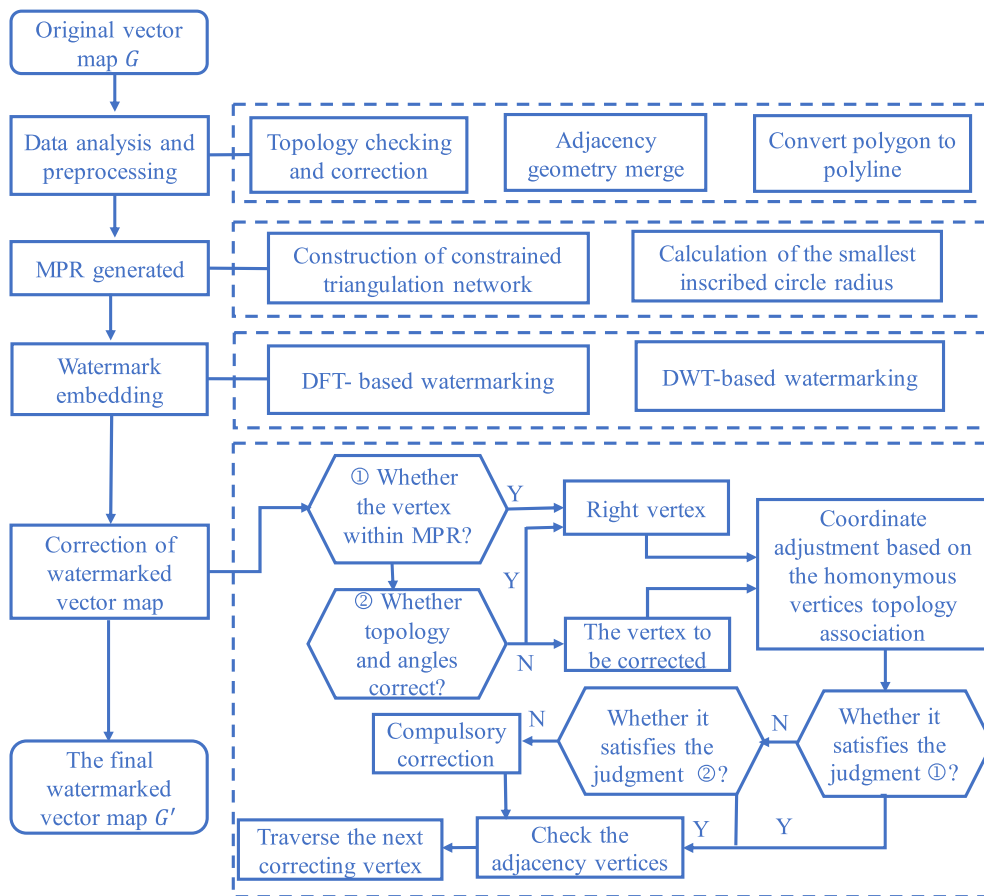 Original vector
map G
Data analysis and
preprocessing
Topology checking
and correction
Adjacency
geometry merge
Convert polygon to
polyline
MPR generated
Construction of constrained
triangulation network
Calculation of the smallest
inscribed circle radius
Watermark
embedding
DFT- based watermarking
DWT-based watermarking
Correction of
watermarked
vector map
① Whether
the vertex
within MPR?
Y
Right vertex
② Whether
topology
and angles
correct?
Y
N
The vertex to
be corrected
Coordinate
adjustment based on
the homonymous
vertices topology
association
Whether it
satisfies the
judgment ①?
N
Whether it
satisfies the
judgment ②?
N
Compulsory
correction
Y
Y
Check the
adjacency vertices
Traverse the next
correcting vertex
The final
watermarked
vector map G′